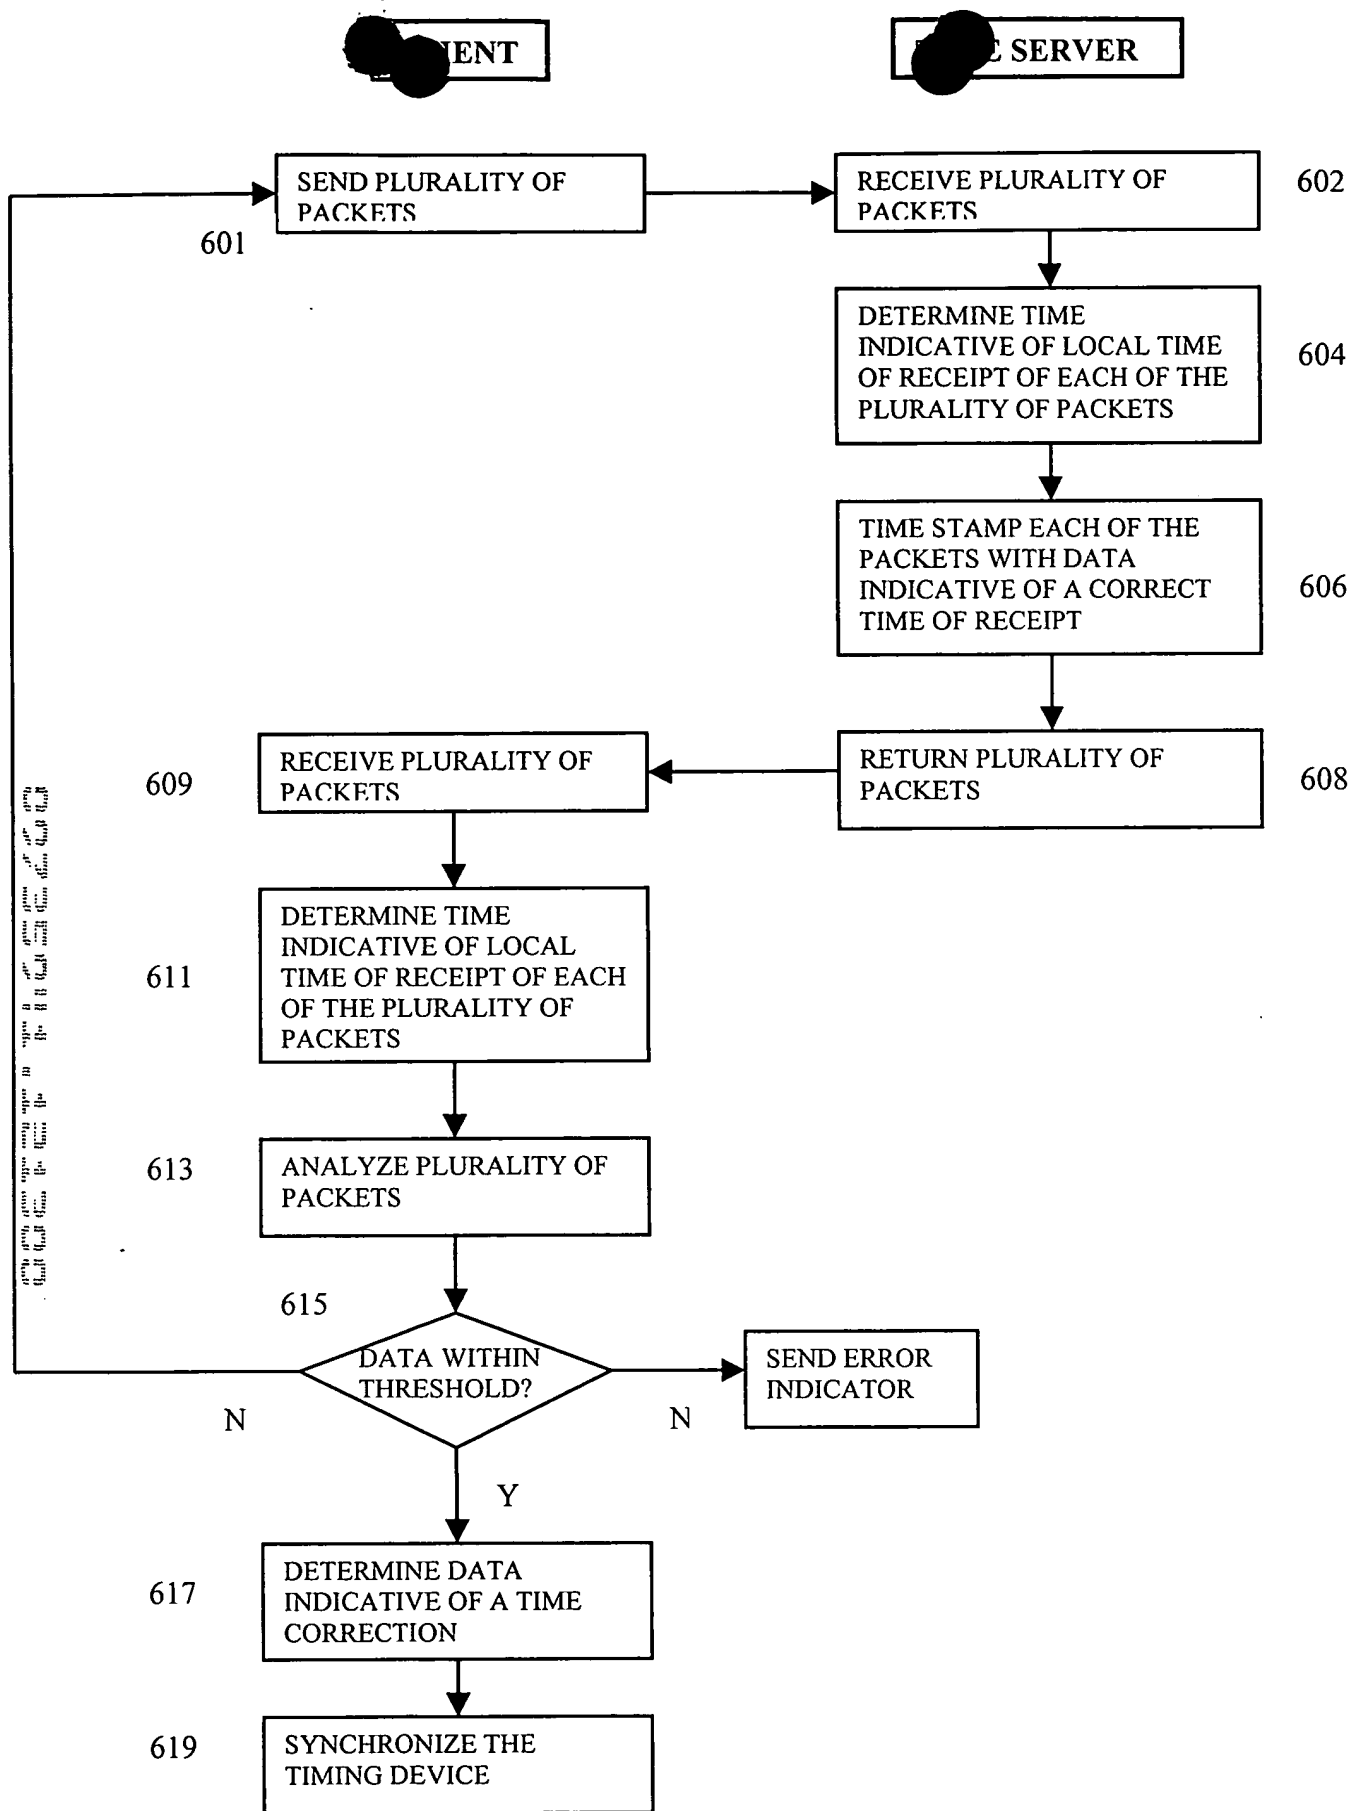 IENT
E SERVER
SEND PLURALITY OF
PACKETS
601
RECEIVE PLURALITY OF
PACKETS
602
DETERMINE TIME
INDICATIVE OF LOCAL TIME
OF RECEIPT OF EACH OF THE
PLURALITY OF PACKETS
604
TIME STAMP EACH OF THE
PACKETS WITH DATA
INDICATIVE OF A CORRECT
TIME OF RECEIPT
606
RETURN PLURALITY OF
PACKETS
608
609
RECEIVE PLURALITY OF
PACKETS
611
DETERMINE TIME
INDICATIVE OF LOCAL
TIME OF RECEIPT OF EACH
OF THE PLURALITY OF
PACKETS
613
ANALYZE PLURALITY OF
PACKETS
615
DATA WITHIN
THRESHOLD?
N
N
SEND ERROR
INDICATOR
Y
617
DETERMINE DATA
INDICATIVE OF A TIME
CORRECTION
619
SYNCHRONIZE THE
TIMING DEVICE